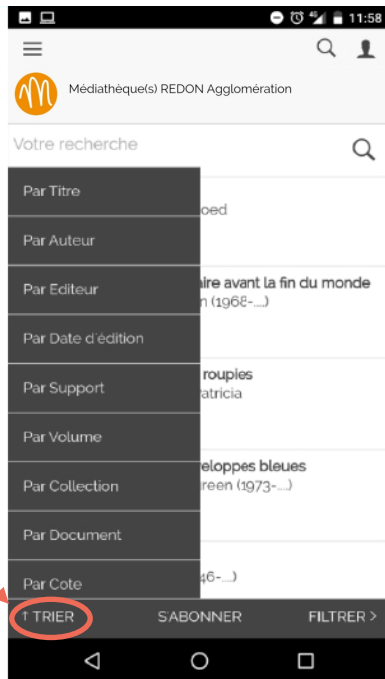 11:58
Médiathèque(s) REDON Agglomération
Votre recherche
Par Titre
oed
Par Auteur
Par Editeur
ire avant la fin du monde
n (1968-....)
Par Date d'édition
roupies
Par Support
atricia
Par Volume
eloppes bleues
Par Collection
reen (1973-....)
Par Document
Par Cote
46-...)
↑ TRIER
S'ABONNER
FILTRER >